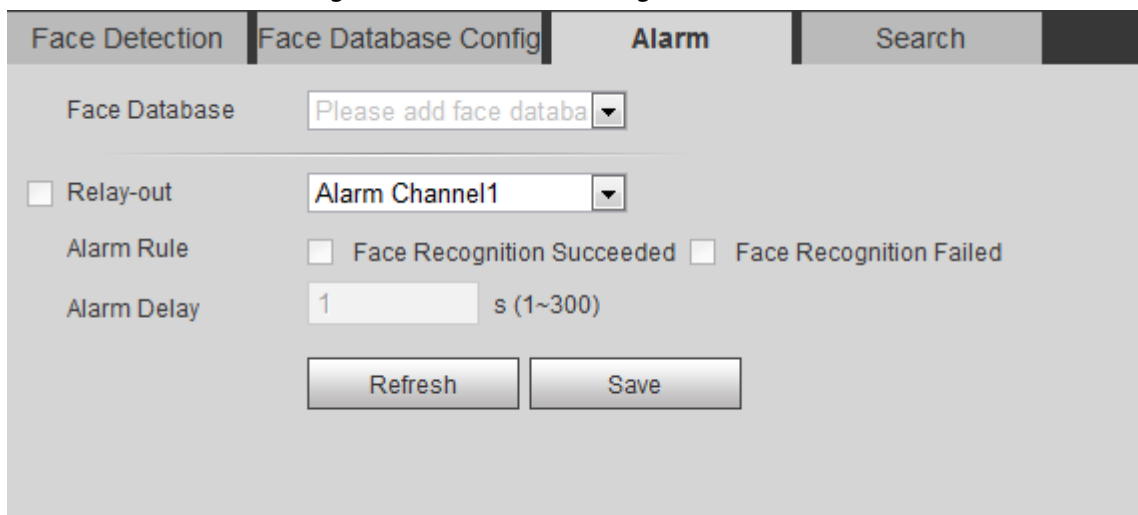 Face Detection Face Database Config Alarm Search
Face Database Please add face databa
Relay-out Alarm Channel1
Alarm Rule Face Recognition Succeeded Face Recognition Failed
Alarm Delay 1 s (1~300)
Refresh Save